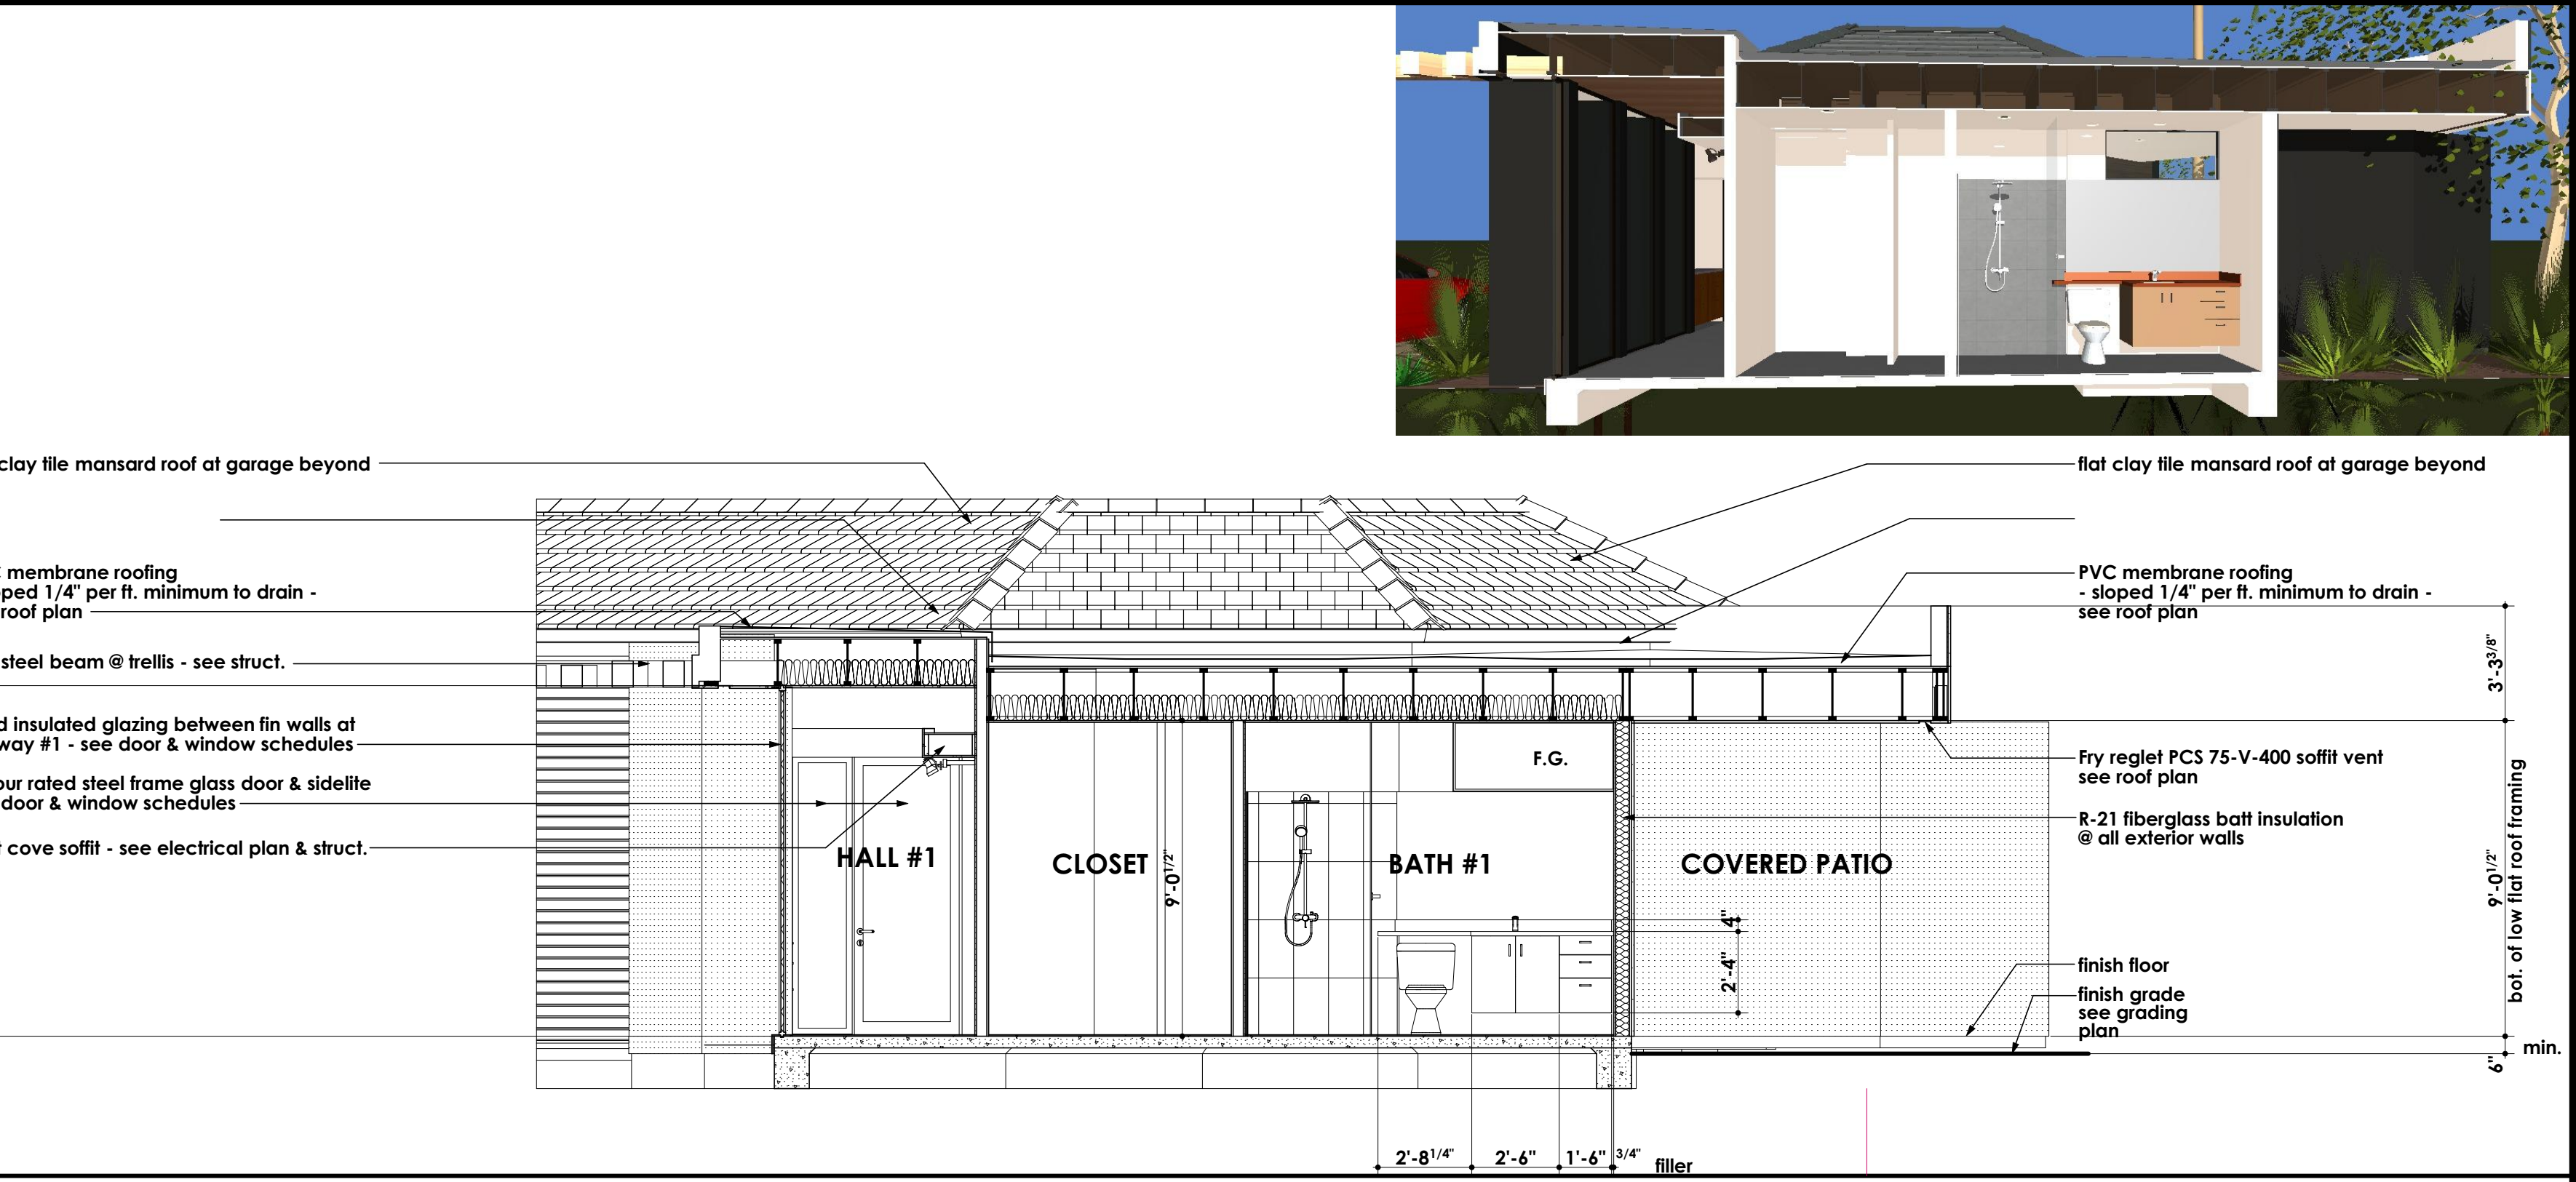 clay tile mansard roof at garage beyond
membrane roofing
oped 1/4" per ft. minimum to drain -
roof plan
steel beam @ trellis - see struct.
d insulated glazing between fin walls at
way #1 - see door & window schedules
our rated steel frame glass door & sidelite
door & window schedules
cove soffit - see electrical plan & struct.
HALL #1
CLOSET
9'-0 1/2"
BATH #1
F.G.
COVERED PATIO
4"
2'-4"
2'-8 1/4"
2'-6"
1'-6"
3/4"
filler
flat clay tile mansard roof at garage beyond
PVC membrane roofing
- sloped 1/4" per ft. minimum to drain -
see roof plan
Fry reglet PCS 75-V-400 soffit vent
see roof plan
R-21 fiberglass batt insulation
@ all exterior walls
finish floor
finish grade
see grading
plan
3'-3 3/8"
9'-0 1/2"
bot. of low flat roof framing
6"
min.